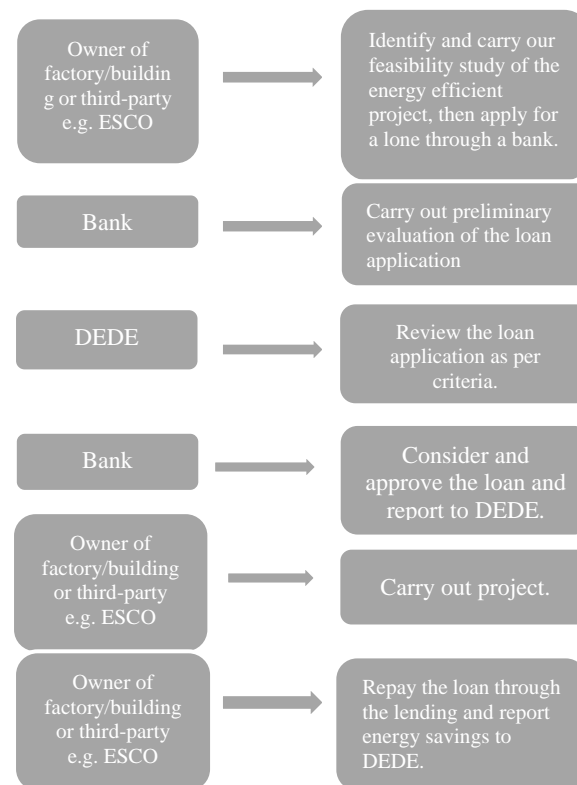 Owner of
factory/buildin
g or third-party
e.g. ESCO
Identify and carry our
feasibility study of the
energy efficient
project, then apply for
a lone through a bank.
Bank
Carry out preliminary
evaluation of the loan
application
DEDE
Review the loan
application as per
criteria.
Bank
Consider and
approve the loan and
report to DEDE.
Owner of
factory/building
or third-party
e.g. ESCO
Carry out project.
Owner of
factory/building
or third-party
e.g. ESCO
Repay the loan through
the lending and report
energy savings to
DEDE.